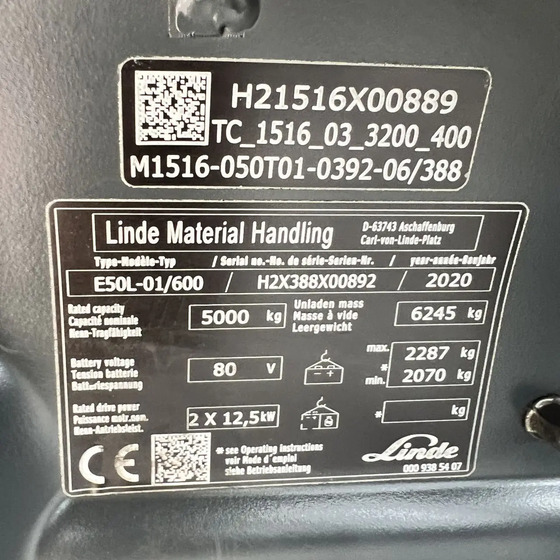 H21516X00889
TC_1516_03_3200_400
M1516-050T01-0392-06/388
Linde Material Handling
D-63743 Aschaffenburg
Carl-von-Linde-Platz
Type-Modèle-Typ / Serial no.-No. de série-Serien-Nr. / year-année-Baujahr
E50L-01/600 / H2X388X00892 / 2020
Rated capacity
Capacité nominale
Nenn-Tragfähigkeit
5000 kg
Unladen mass
Masse à vide
Leergewicht
6245 kg
Battery voltage
Tension batterie
Batteriespannung
80 V
- +
max. 2287 kg
*
min. 2070 kg
Rated drive power
Puissance motr.nom.
Nenn-Antriebsleist.
2 X 12,5kW
* kg
CE
* see Operating instructions
voir Mode d'emploi
siehe Betriebsanleitung
Linde
000 938 54 07